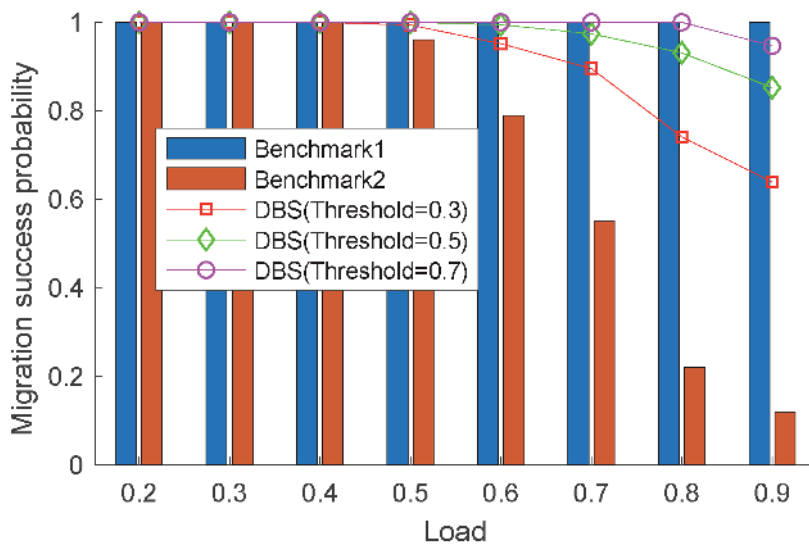 Migration success probability
1
0.8
0.6
0.4
0.2
0
Benchmark1
Benchmark2
DBS(Threshold=0.3)
DBS(Threshold=0.5)
DBS(Threshold=0.7)
0.2 0.3 0.4 0.5 0.6 0.7 0.8 0.9
Load